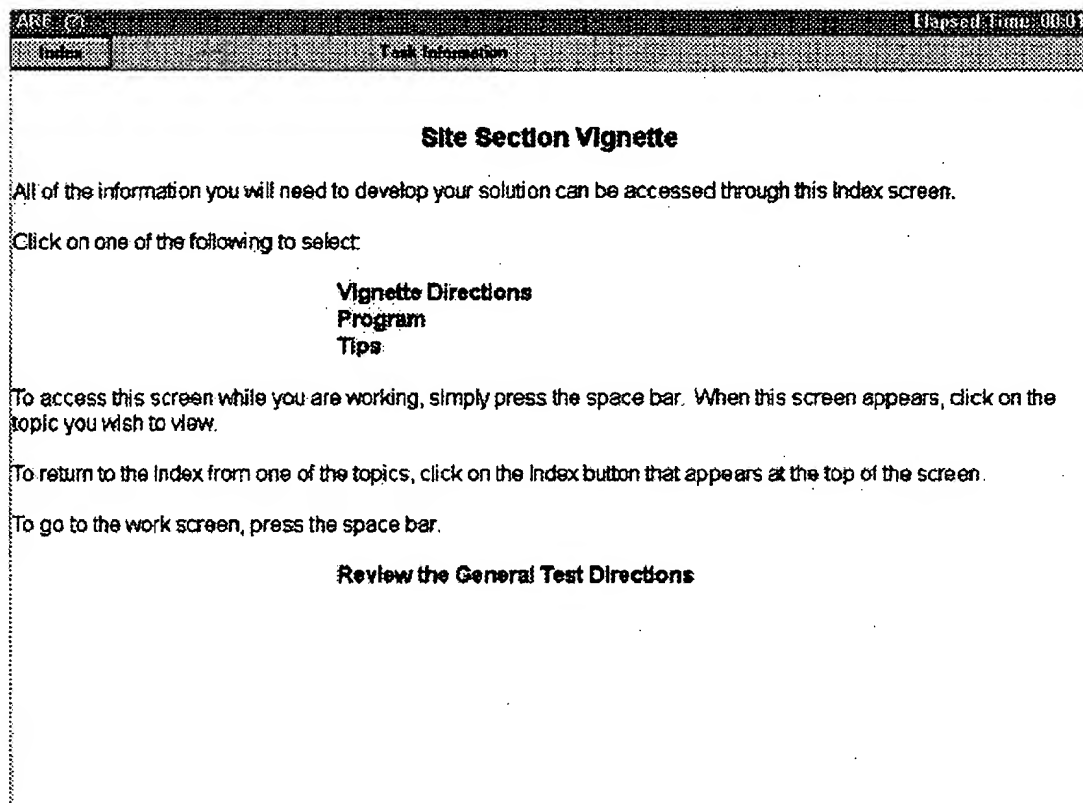 ARE (?) Elapsed Time: 00:01
Index Task Information
Site Section Vignette
All of the information you will need to develop your solution can be accessed through this Index screen.
Click on one of the following to select:
Vignette Directions
Program
Tips
To access this screen while you are working, simply press the space bar. When this screen appears, click on the
topic you wish to view.
To return to the Index from one of the topics, click on the Index button that appears at the top of the screen.
To go to the work screen, press the space bar.
Review the General Test Directions